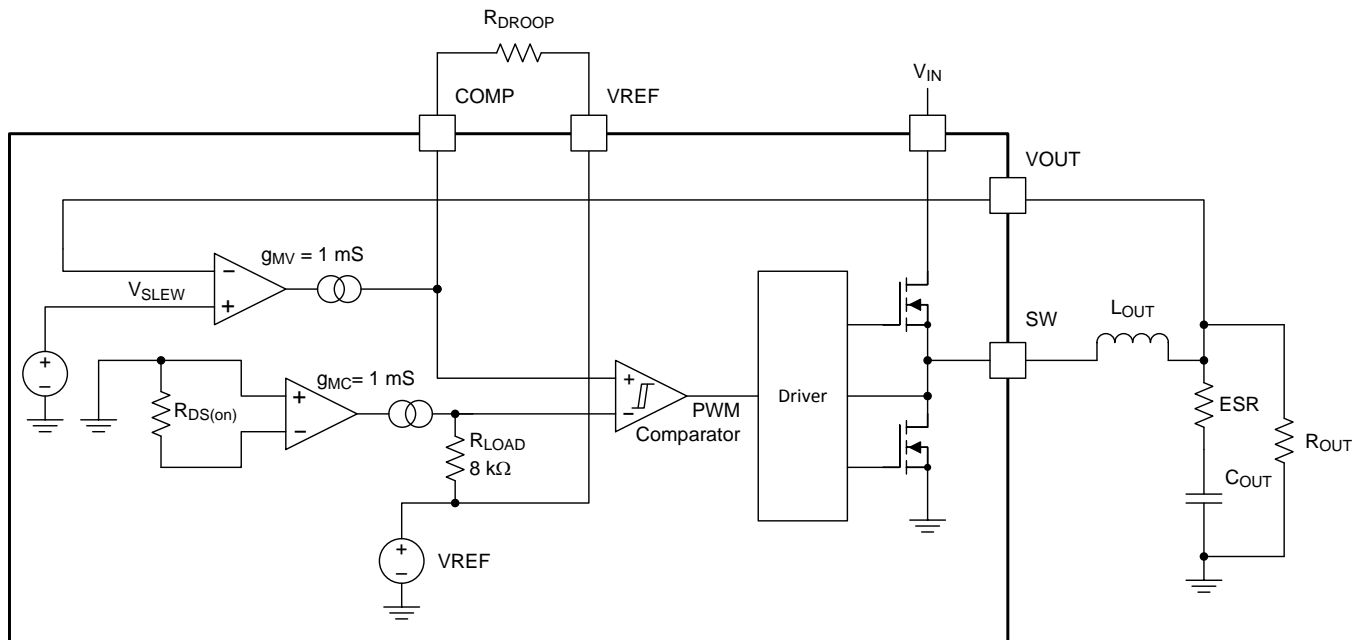 R_DROOP
V_IN
COMP
VREF
VOUT
g_MV = 1 mS
V_SLEW
+
−
+
−
SW
L_OUT
g_MC = 1 mS
+
−
R_DS(on)
+
−
PWM
Comparator
Driver
R_LOAD
8 kΩ
ESR
R_OUT
C_OUT
+
−
VREF